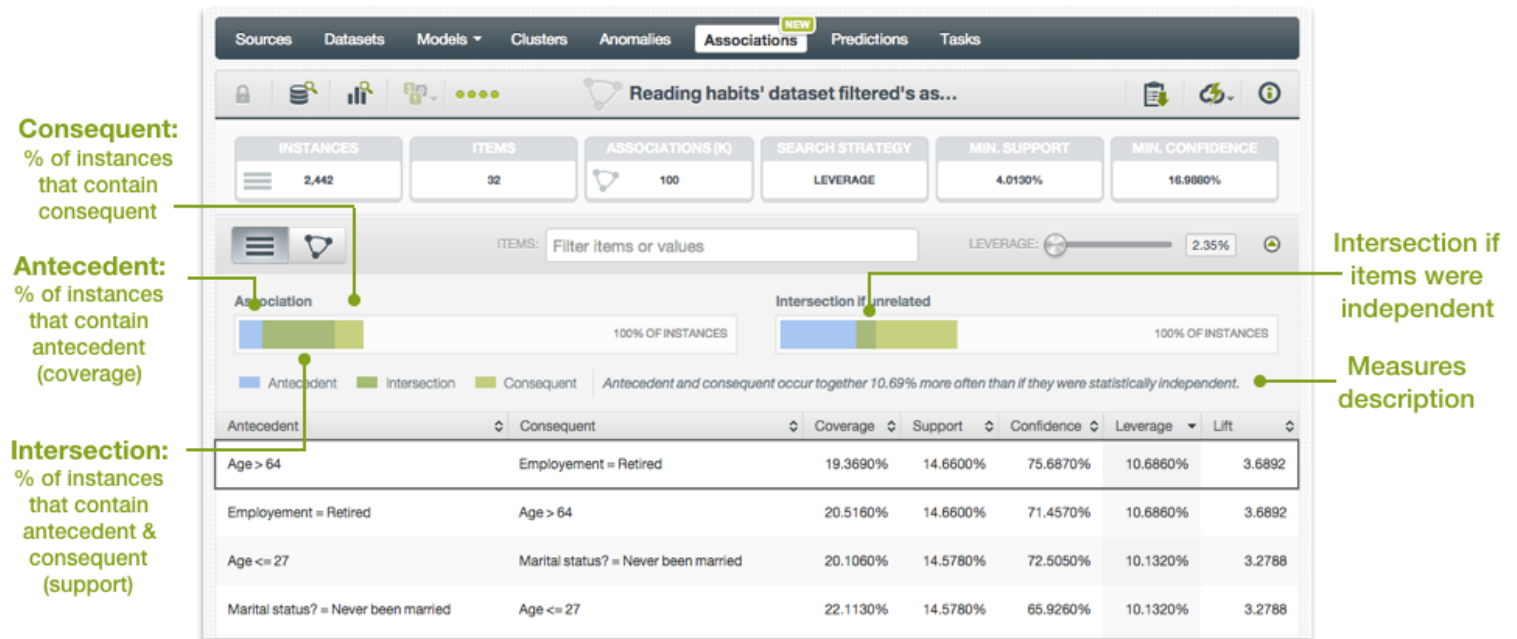 NEW
Sources Datasets Models Clusters Anomalies Associations Predictions Tasks
Reading habits' dataset filtered's as...
Consequent:
% of instances
that contain
consequent
INSTANCES ITEMS ASSOCIATIONS (K) SEARCH STRATEGY MIN. SUPPORT MIN. CONFIDENCE
2,442 32 100 LEVERAGE 4.0130% 16.9880%
ITEMS: Filter items or values LEVERAGE: 2.35%
Antecedent:
% of instances
that contain
antecedent
(coverage)
Intersection if
items were
independent
Association Intersection if unrelated
100% OF INSTANCES 100% OF INSTANCES
Antecedent Intersection Consequent Antecedent and consequent occur together 10.69% more often than if they were statistically independent.
Measures
description
Antecedent Consequent Coverage Support Confidence Leverage Lift
Intersection:
% of instances
that contain
antecedent &
consequent
(support)
Age > 64 Employement = Retired 19.3690% 14.6600% 75.6870% 10.6860% 3.6892
Employement = Retired Age > 64 20.5160% 14.6600% 71.4570% 10.6860% 3.6892
Age <= 27 Marital status? = Never been married 20.1060% 14.5780% 72.5050% 10.1320% 3.2788
Marital status? = Never been married Age <= 27 22.1130% 14.5780% 65.9260% 10.1320% 3.2788